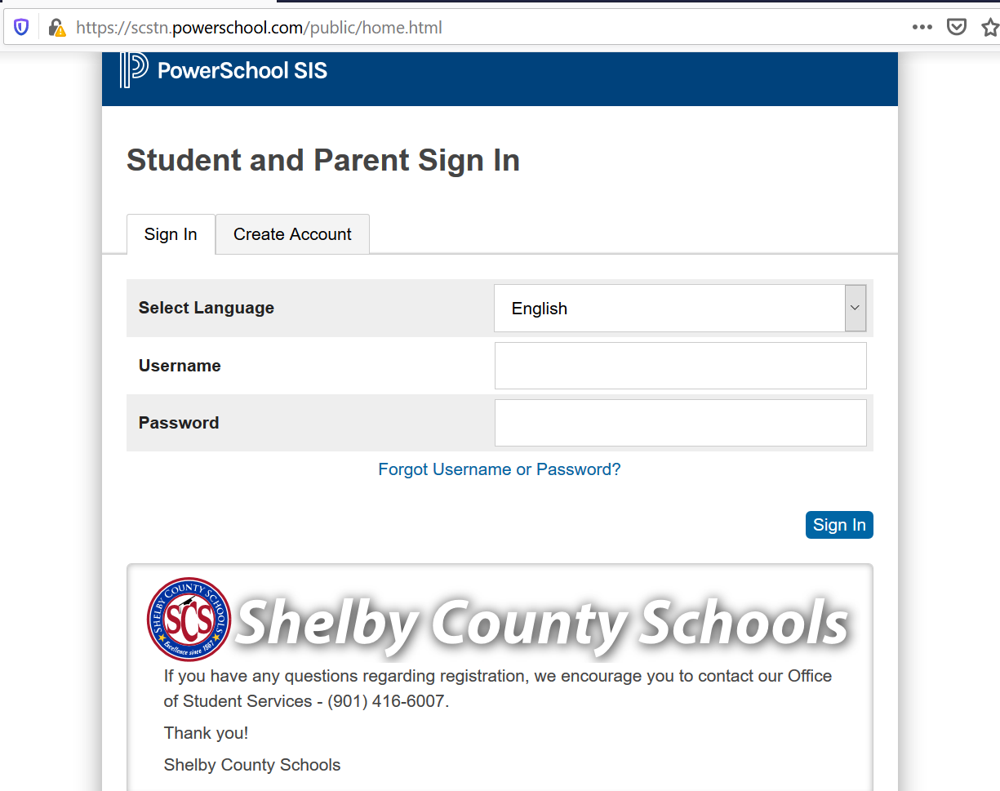 https://scstn.powerschool.com/public/home.html
PowerSchool SIS
Student and Parent Sign In
Sign In
Create Account
Select Language
English
Username
Password
Forgot Username or Password?
Sign In
SHELBY COUNTY SCHOOLS
SCS
Excellence since 1867
Shelby County Schools
If you have any questions regarding registration, we encourage you to contact our Office
of Student Services - (901) 416-6007.
Thank you!
Shelby County Schools